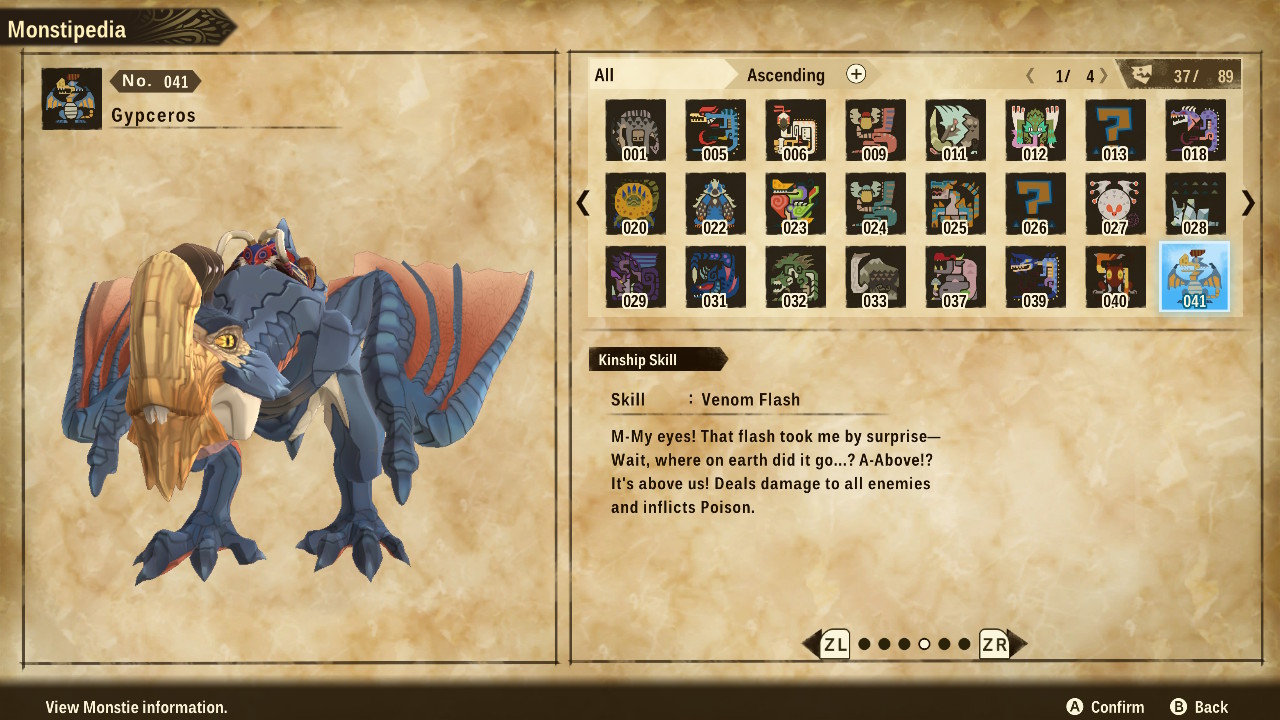 Monstipedia
No. 041
Gypceros
All
Ascending
1/ 4
37/ 89
001 005 006 009 011 012 013 018
020 022 023 024 025 026 027 028
029 031 032 033 037 039 040 041
Kinship Skill
Skill : Venom Flash
M-My eyes! That flash took me by surprise—
Wait, where on earth did it go...? A-Above!?
It's above us! Deals damage to all enemies
and inflicts Poison.
ZL ZR
View Monstie information.
A Confirm B Back